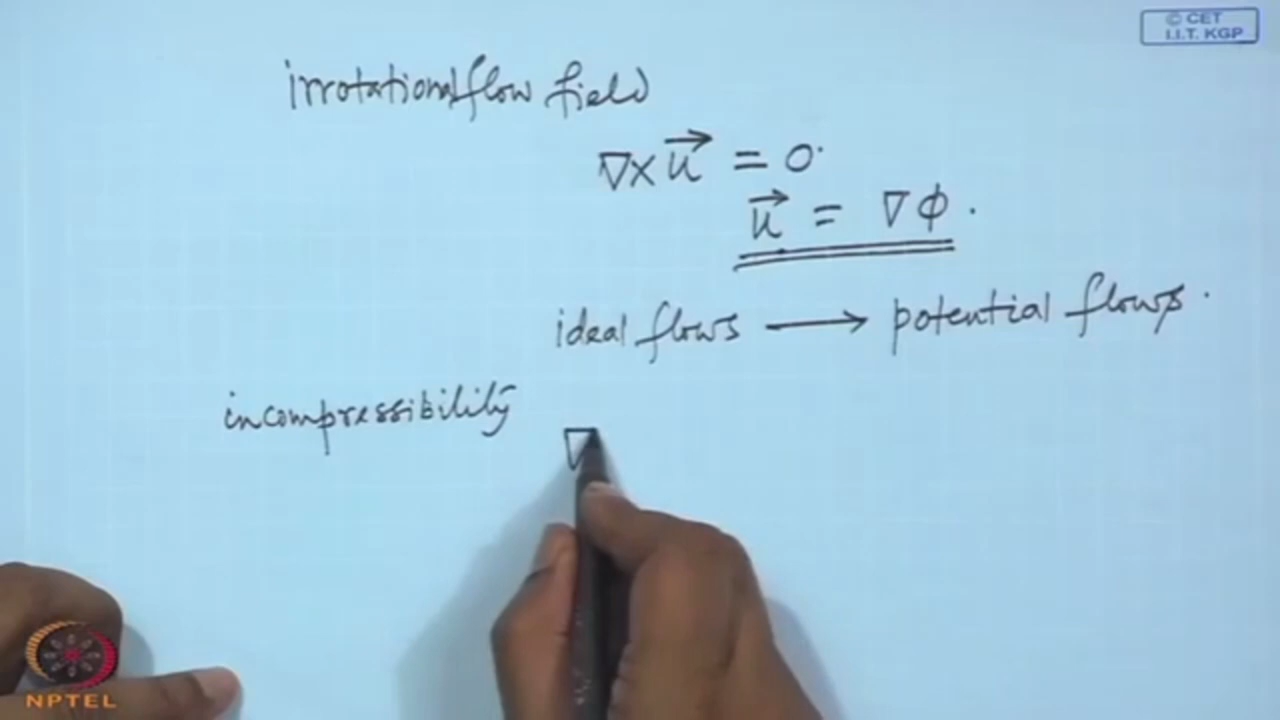 © CET
I.I.T. KGP
irrotational flow field
∇× u⃗ = 0.
u⃗ = ∇ϕ.
ideal flows ⟶ potential flows.
incompressibility ∇
NPTEL